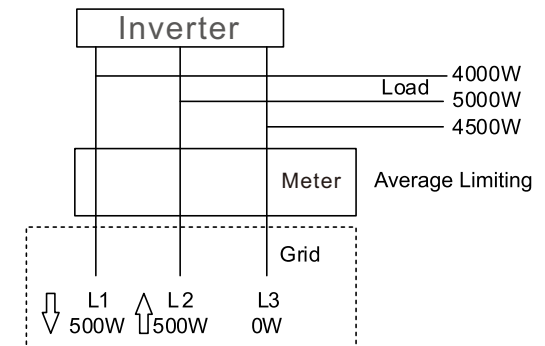 Inverter
4000W
Load
5000W
4500W
Meter
Average Limiting
Grid
L1 L2 L3
500W 500W 0W